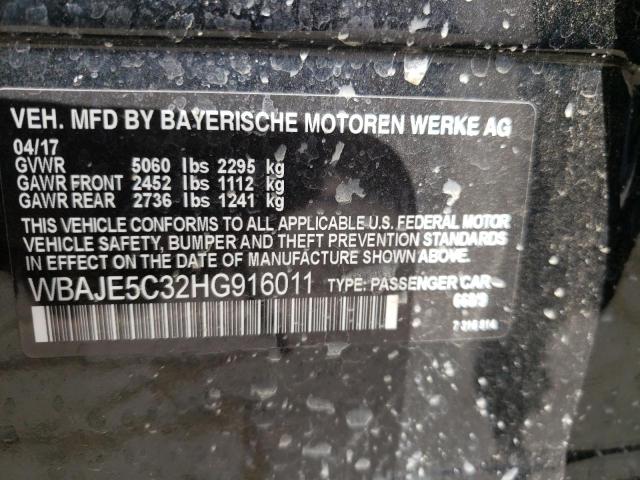 VEH. MFD BY BAYERISCHE MOTOREN WERKE AG
04/17
GVWR 5060 lbs 2295 kg
GAWR FRONT 2452 lbs 1112 kg
GAWR REAR 2736 lbs 1241 kg
THIS VEHICLE CONFORMS TO ALL APPLICABLE U.S. FEDERAL MOTOR
VEHICLE SAFETY, BUMPER AND THEFT PREVENTION STANDARDS
IN EFFECT ON THE DATE OF MANUFACTURE SHOWN ABOVE.
WBAJE5C32HG916011 TYPE: PASSENGER CAR